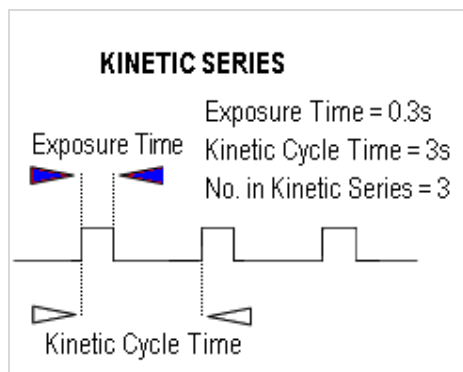 KINETIC SERIES
Exposure Time = 0.3s
Exposure Time
Kinetic Cycle Time = 3s
No. in Kinetic Series = 3
Kinetic Cycle Time